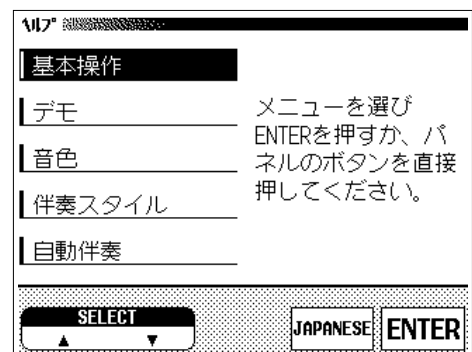 ヘルプ
基本操作
デモ
音色
伴奏スタイル
自動伴奏
メニューを選び
ENTERを押すか、パ
ネルのボタンを直接
押してください。
SELECT
▲ ▼
JAPANESE
ENTER